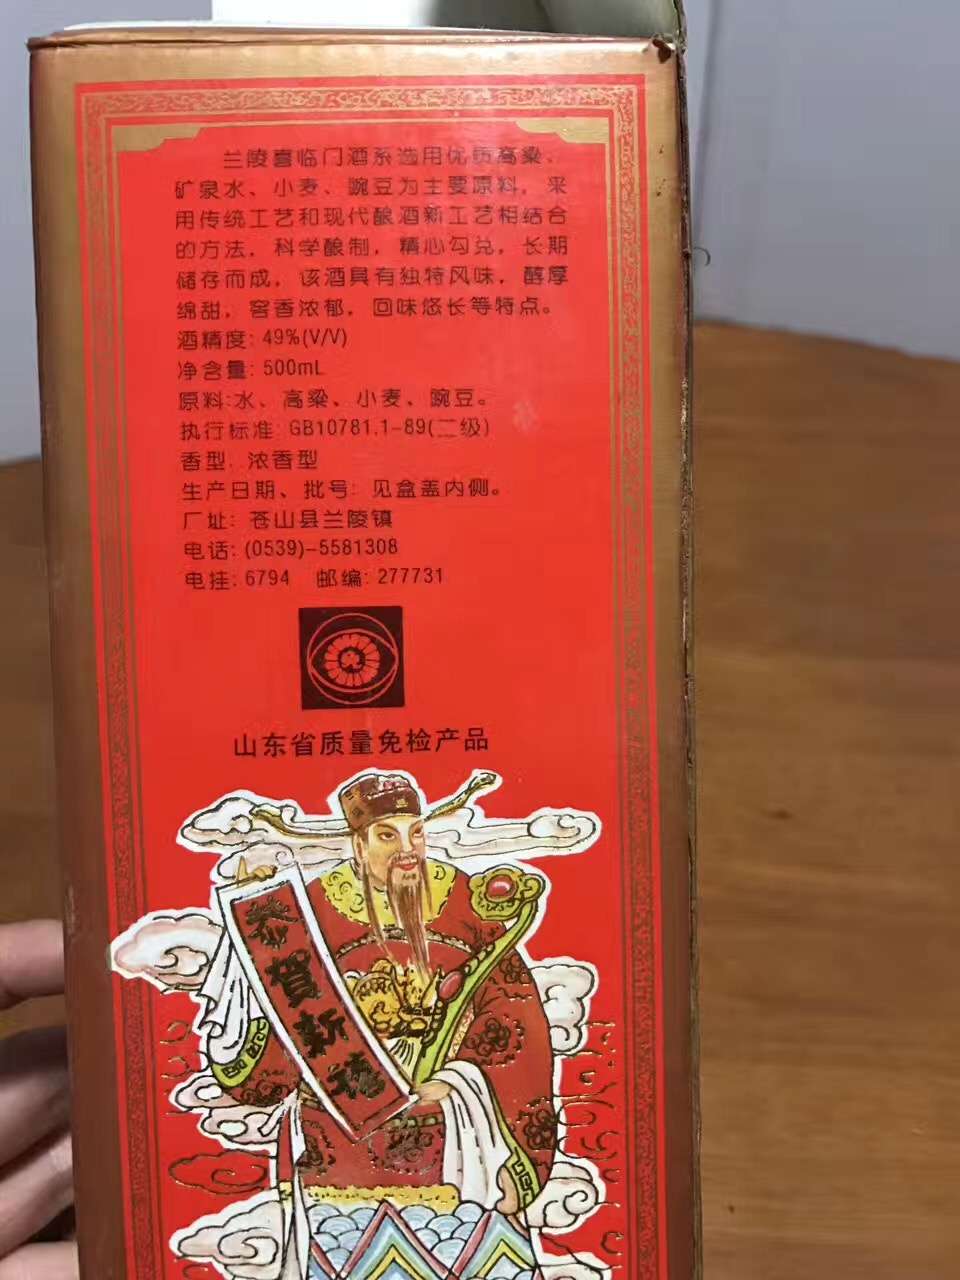 兰陵喜临门酒系选用优质高粱、
矿泉水、小麦、豌豆为主要原料，采
用传统工艺和现代酿酒新工艺相结合
的方法，科学酿制，精心勾兑，长期
储存而成，该酒具有独特风味，醇厚
绵甜，窖香浓郁，回味悠长等特点。
酒精度：49%(V/V)
净含量：500mL
原料：水、高粱、小麦、豌豆。
执行标准：GB10781.1-89(二级)
香型：浓香型
生产日期、批号：见盒盖内侧。
厂址：苍山县兰陵镇
电话：(0539)-5581308
电挂：6794 邮编：277731
山东省质量免检产品
恭贺新禧